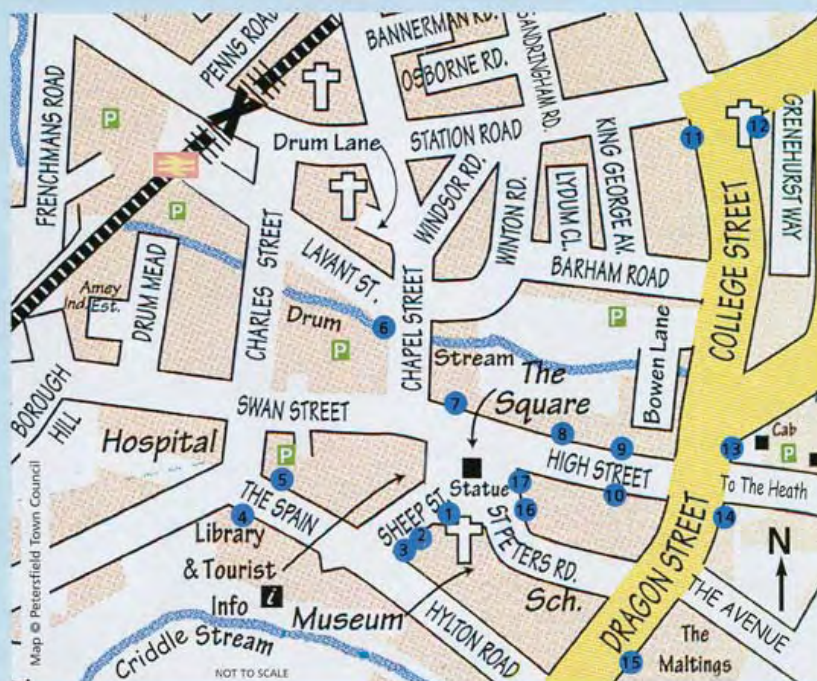 PENNS ROAD
BANNERMAN RD.
OSBORNE RD.
SANDRINGHAM RD.
FRENCHMANS ROAD
P
Drum Lane
STATION ROAD
KING GEORGE AV.
11
12
GRENEHURST WAY
P
WINDSOR RD.
WINTON RD.
LYDUM CL.
COLLEGE STREET
LAVANT ST.
BARHAM ROAD
CHARLES STREET
Amey
Ind. Est.
DRUM MEAD
Drum
6
CHAPEL STREET
P
P
Stream
Bowen Lane
The
Square
BOROUGH
HILL
SWAN STREET
7
8
9
Hospital
HIGH STREET
13
Cab
P
P
5
Statue
17
10
To The Heath
4
THE SPAIN
SHEEP ST.
1
16
14
2
3
ST PETERS RD.
Library
& Tourist
Info
i
Museum
Sch.
DRAGON STREET
N
THE AVENUE
HYLTON ROAD
The
Maltings
15
Criddle Stream
NOT TO SCALE
Map © Petersfield Town Council